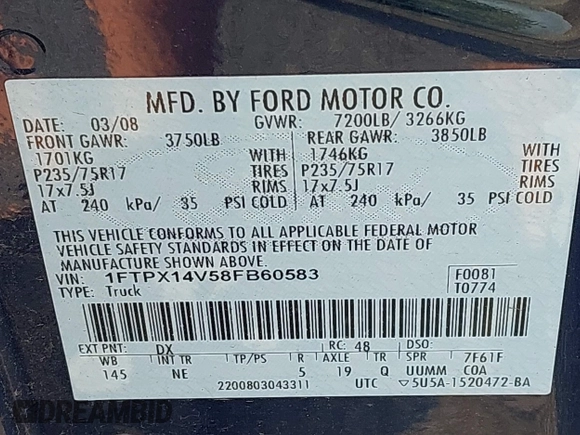 MFD. BY FORD MOTOR CO.
DATE: 03/08 GVWR: 7200LB/ 3266KG
FRONT GAWR: 3750LB REAR GAWR: 3850LB
1701KG WITH 1746KG WITH
P235/75R17 TIRES P235/75R17 TIRES
17x7.5J RIMS 17x7.5J RIMS
AT 240 kPa/ 35 PSI COLD AT 240 kPa/ 35 PSI COLD
THIS VEHICLE CONFORMS TO ALL APPLICABLE FEDERAL MOTOR
VEHICLE SAFETY STANDARDS IN EFFECT ON THE DATE OF
MANUFACTURE SHOWN ABOVE.
VIN: 1FTPX14V58FB60583 F0081
TYPE: Truck T0774
EXT PNT: DX RC: 48 DSO:
WB INT TR TP/PS R AXLE TR SPR 7F61F
145 NE 5 19 Q UUMM COA
2200803043311 UTC 5U5A-1520472-BA
DREAMBID